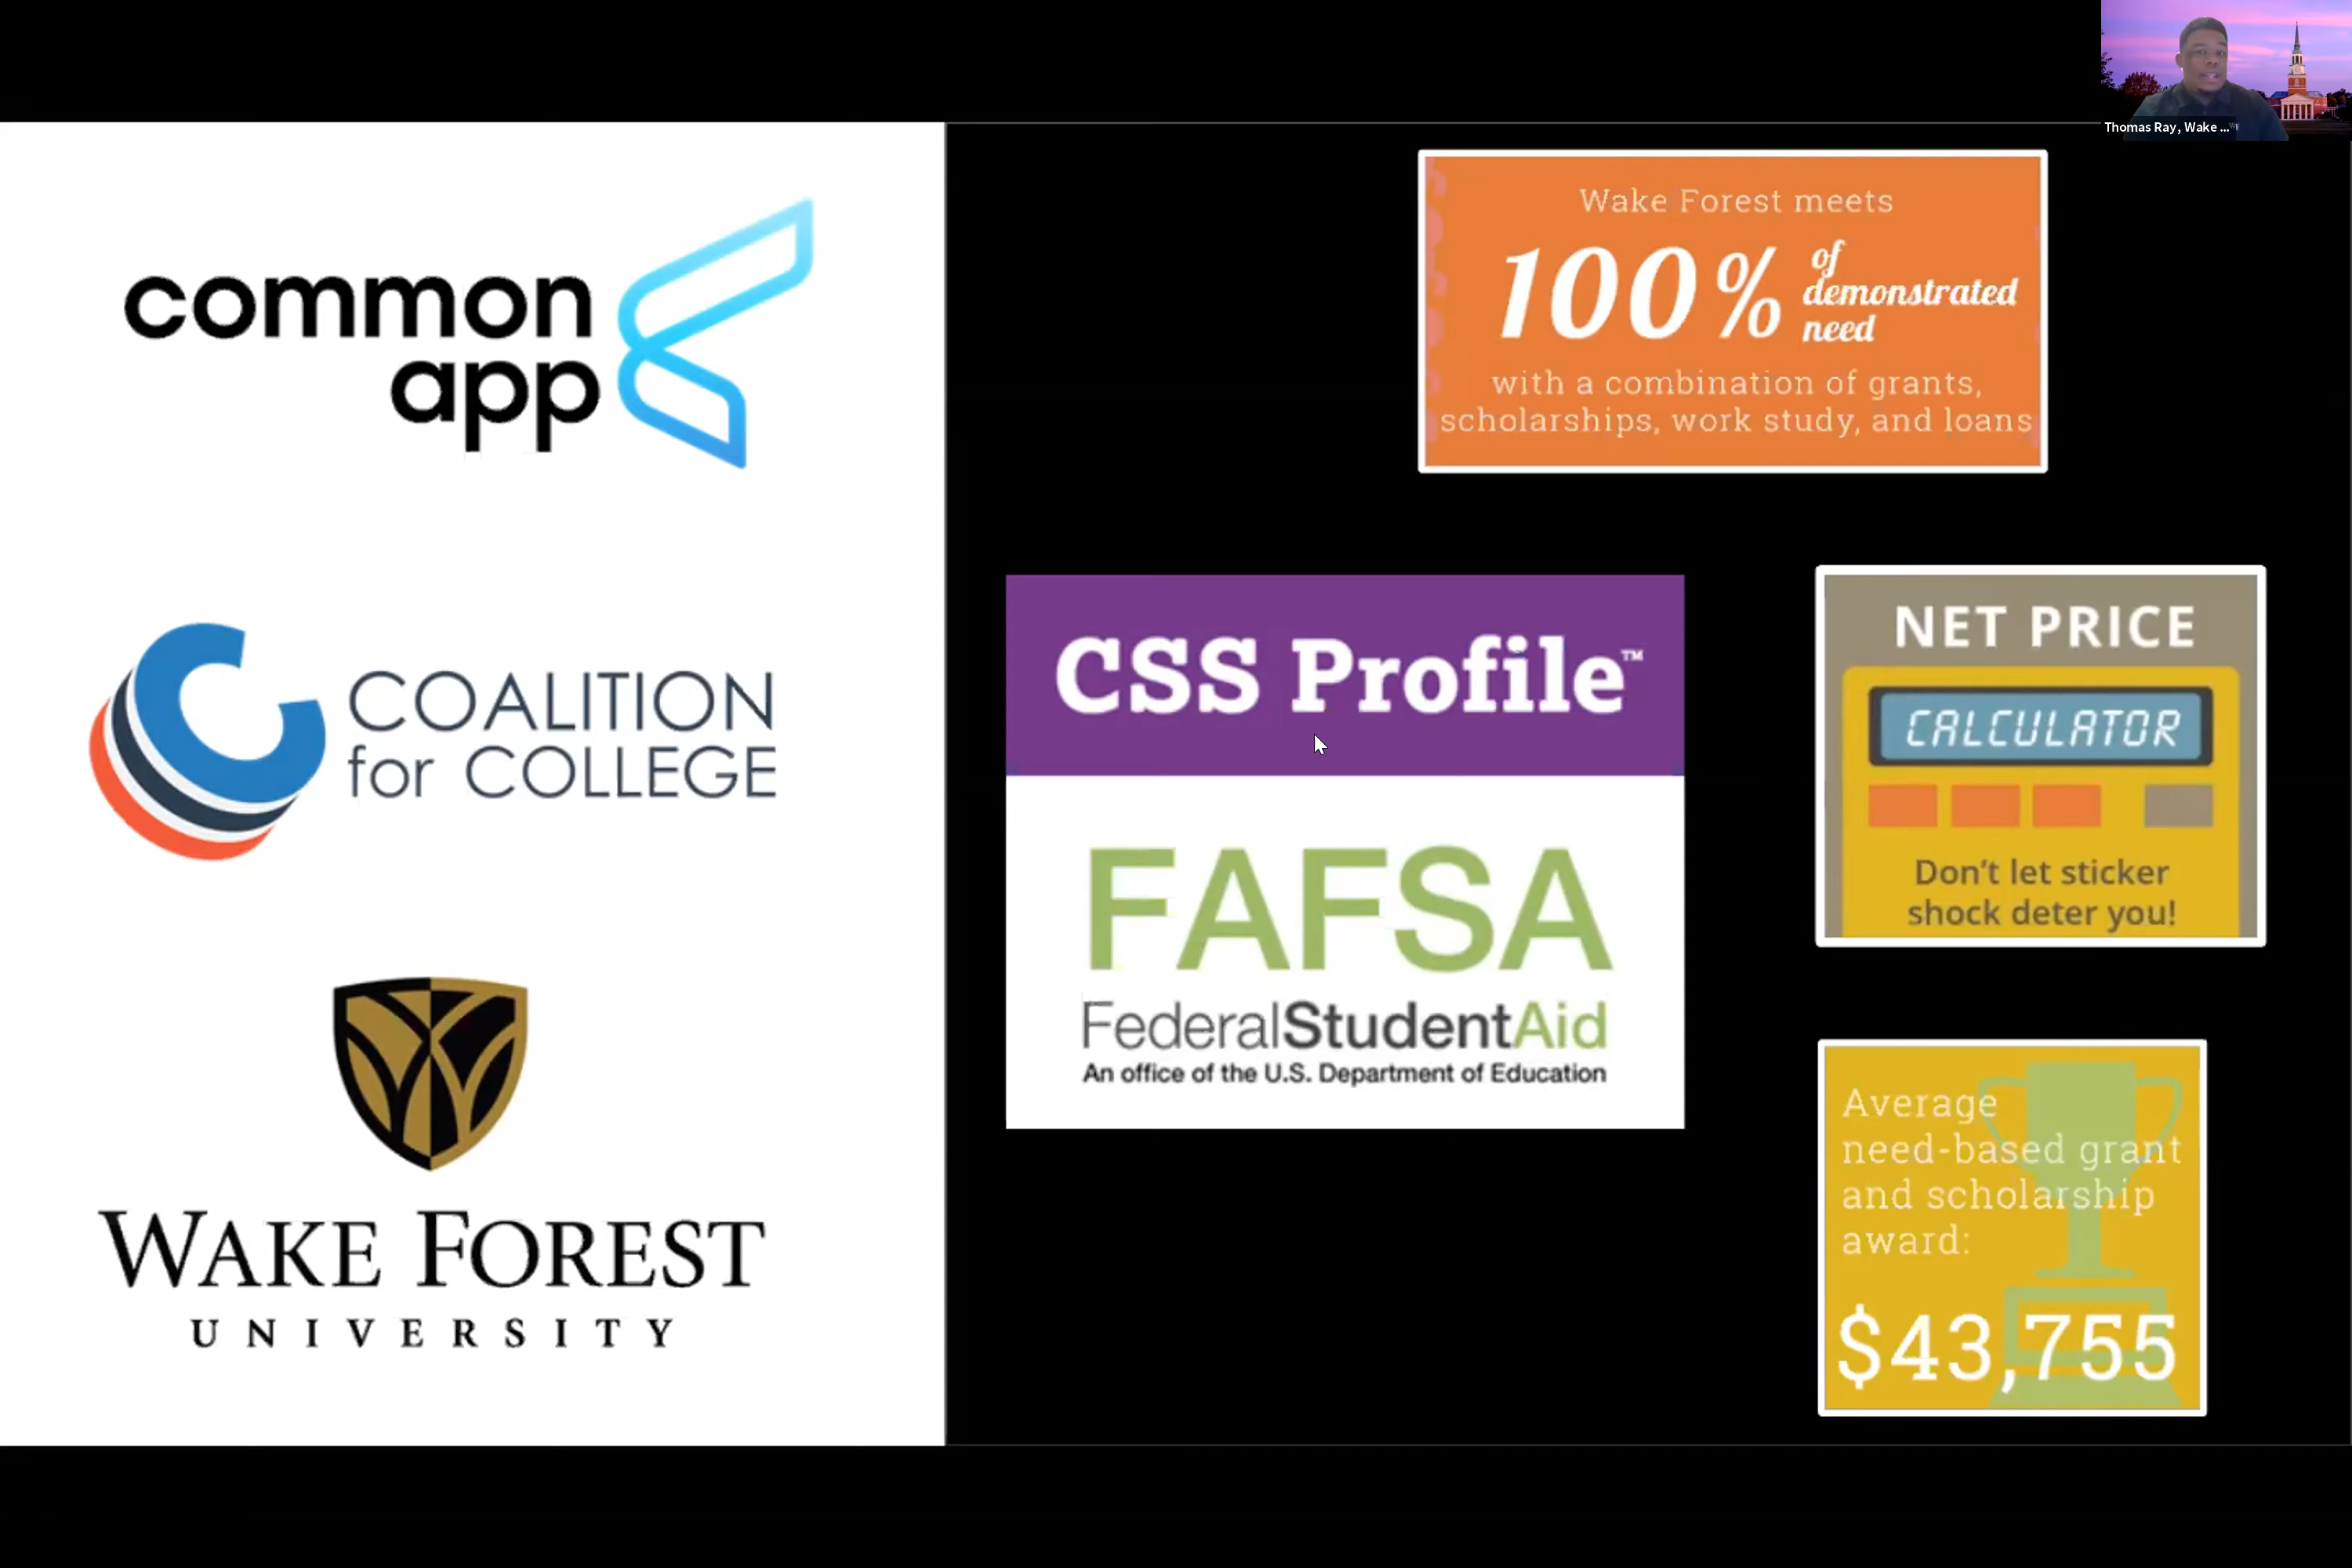 Thomas Ray, Wake ...
common
app
COALITION
for COLLEGE
WAKE FOREST
UNIVERSITY
Wake Forest meets
100% of
demonstrated
need
with a combination of grants,
scholarships, work study, and loans
CSS Profile™
FAFSA
FederalStudentAid
An office of the U.S. Department of Education
NET PRICE
CALCULATOR
Don't let sticker
shock deter you!
Average
need-based grant
and scholarship
award:
$43,755